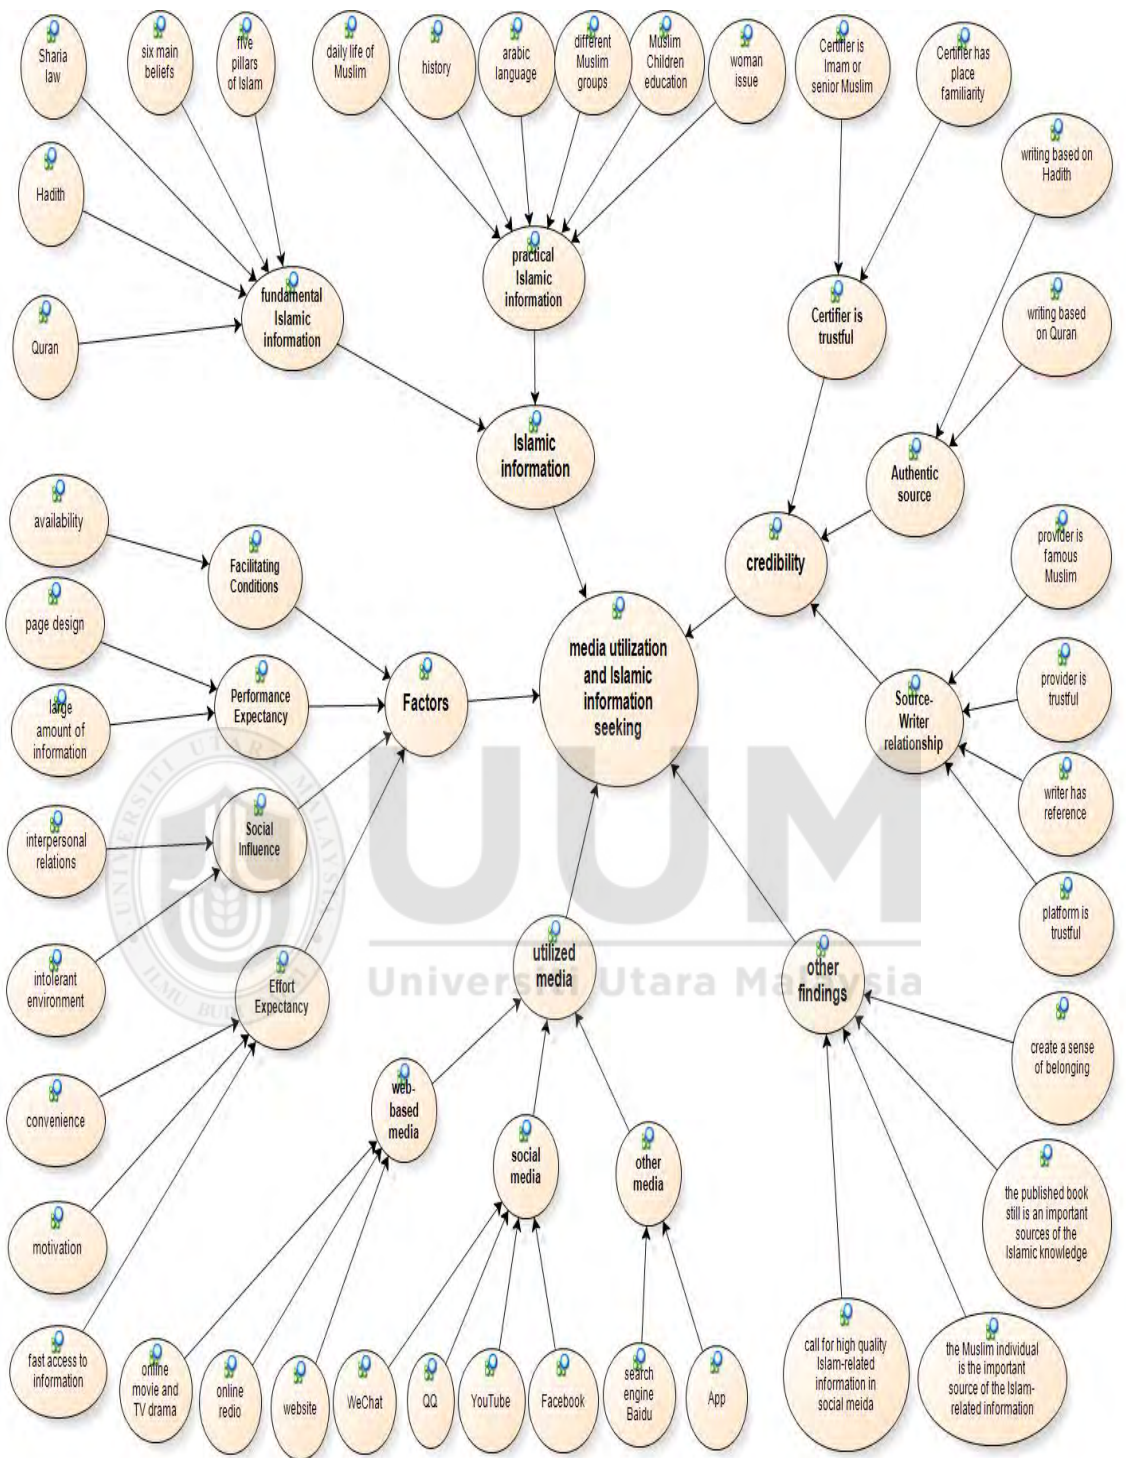 Sharia
law
six main
beliefs
five
pillars
of Islam
daily life of
Muslim
history
arabic
language
different
Muslim
groups
Muslim
Children
education
woman
issue
Certifier is
Imam or
senior Muslim
Certifier has
place
familiarity
writing based on
Hadith
Hadith
Quran
fundamental
Islamic
information
practical
Islamic
information
Certifier is
trustful
writing based
on Quran
Islamic
information
Authentic
source
availability
Facilitating
Conditions
credibility
provider is
famous
Muslim
page design
Performance
Expectancy
Factors
media utilization
and Islamic
information
seeking
Source-
Writer
relationship
provider is
trustful
large
amount of
information
writer has
reference
interpersonal
relations
Social
Influence
platform is
trustful
UUM
Universiti Utara Malaysia
UNIVERSITI UTARA MALAYSIA
intolerant
environment
Effort
Expectancy
utilized
media
other
findings
create a sense
of belonging
convenience
web-
based
media
social
media
other
media
the published book
still is an important
sources of the
Islamic knowledge
motivation
fast access to
information
online
movie and
TV drama
online
redio
website
WeChat
QQ
YouTube
Facebook
search
engine
Baidu
App
call for high quality
Islam-related
information in
social meida
the Muslim individual
is the important
source of the Islam-
related information